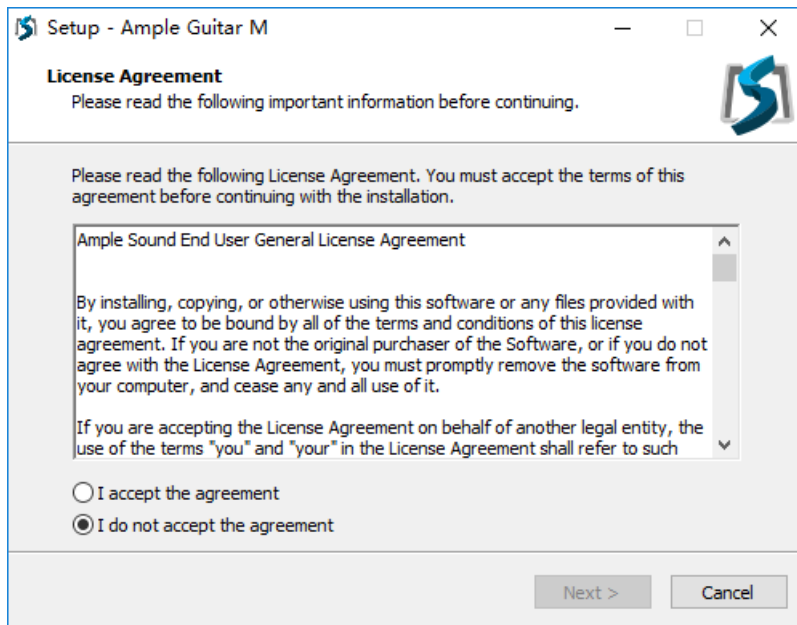 Setup - Ample Guitar M
License Agreement
Please read the following important information before continuing.
Please read the following License Agreement. You must accept the terms of this
agreement before continuing with the installation.
Ample Sound End User General License Agreement
By installing, copying, or otherwise using this software or any files provided with
it, you agree to be bound by all of the terms and conditions of this license
agreement. If you are not the original purchaser of the Software, or if you do not
agree with the License Agreement, you must promptly remove the software from
your computer, and cease any and all use of it.
If you are accepting the License Agreement on behalf of another legal entity, the
use of the terms "you" and "your" in the License Agreement shall refer to such
I accept the agreement
I do not accept the agreement
Next >
Cancel